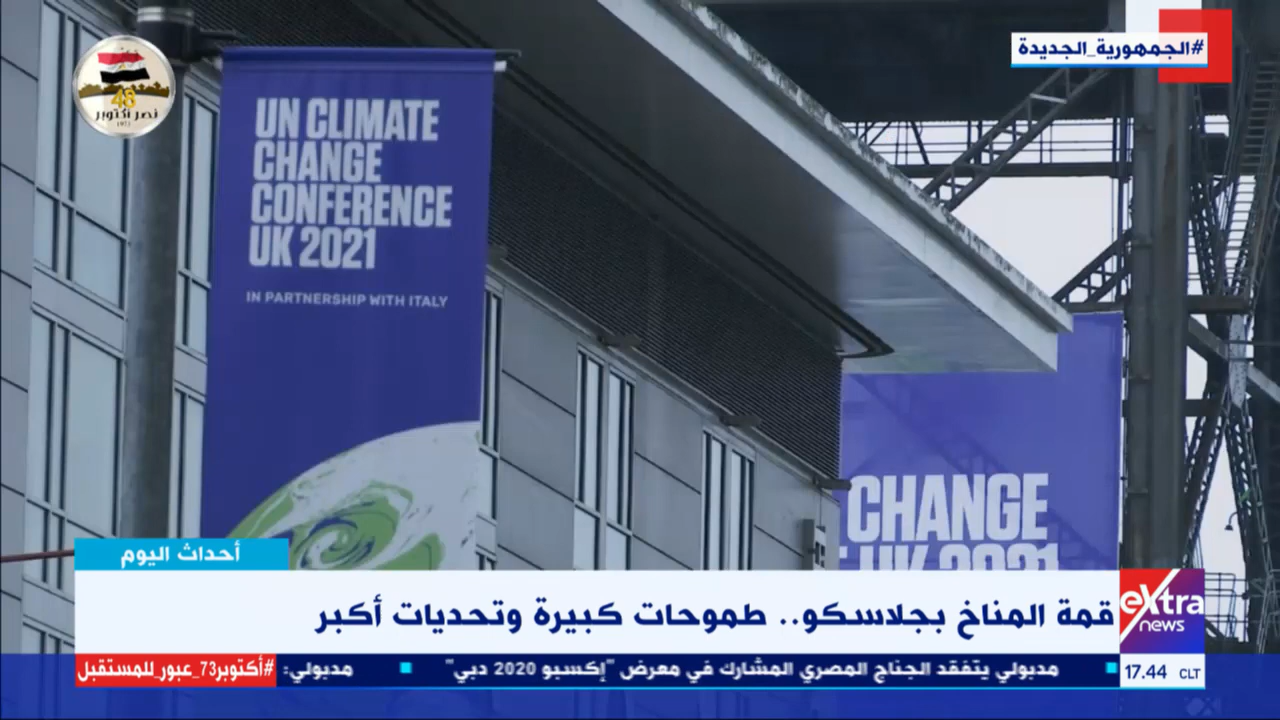 #الجمهورية_الجديدة
48
نصر أكتوبر
UN CLIMATE
CHANGE
CONFERENCE
UK 2021
IN PARTNERSHIP WITH ITALY
CHANGE
UK 2021
أحداث اليوم
قمة المناخ بجلاسكو.. طموحات كبيرة وتحديات أكبر
extra
news
مدبولي يتفقد الجناح المصري المشارك في معرض "إكسبو 2020 دبي"
مدبولي:
#أكتوبر73_عبور_للمستقبل
17.44 CLT